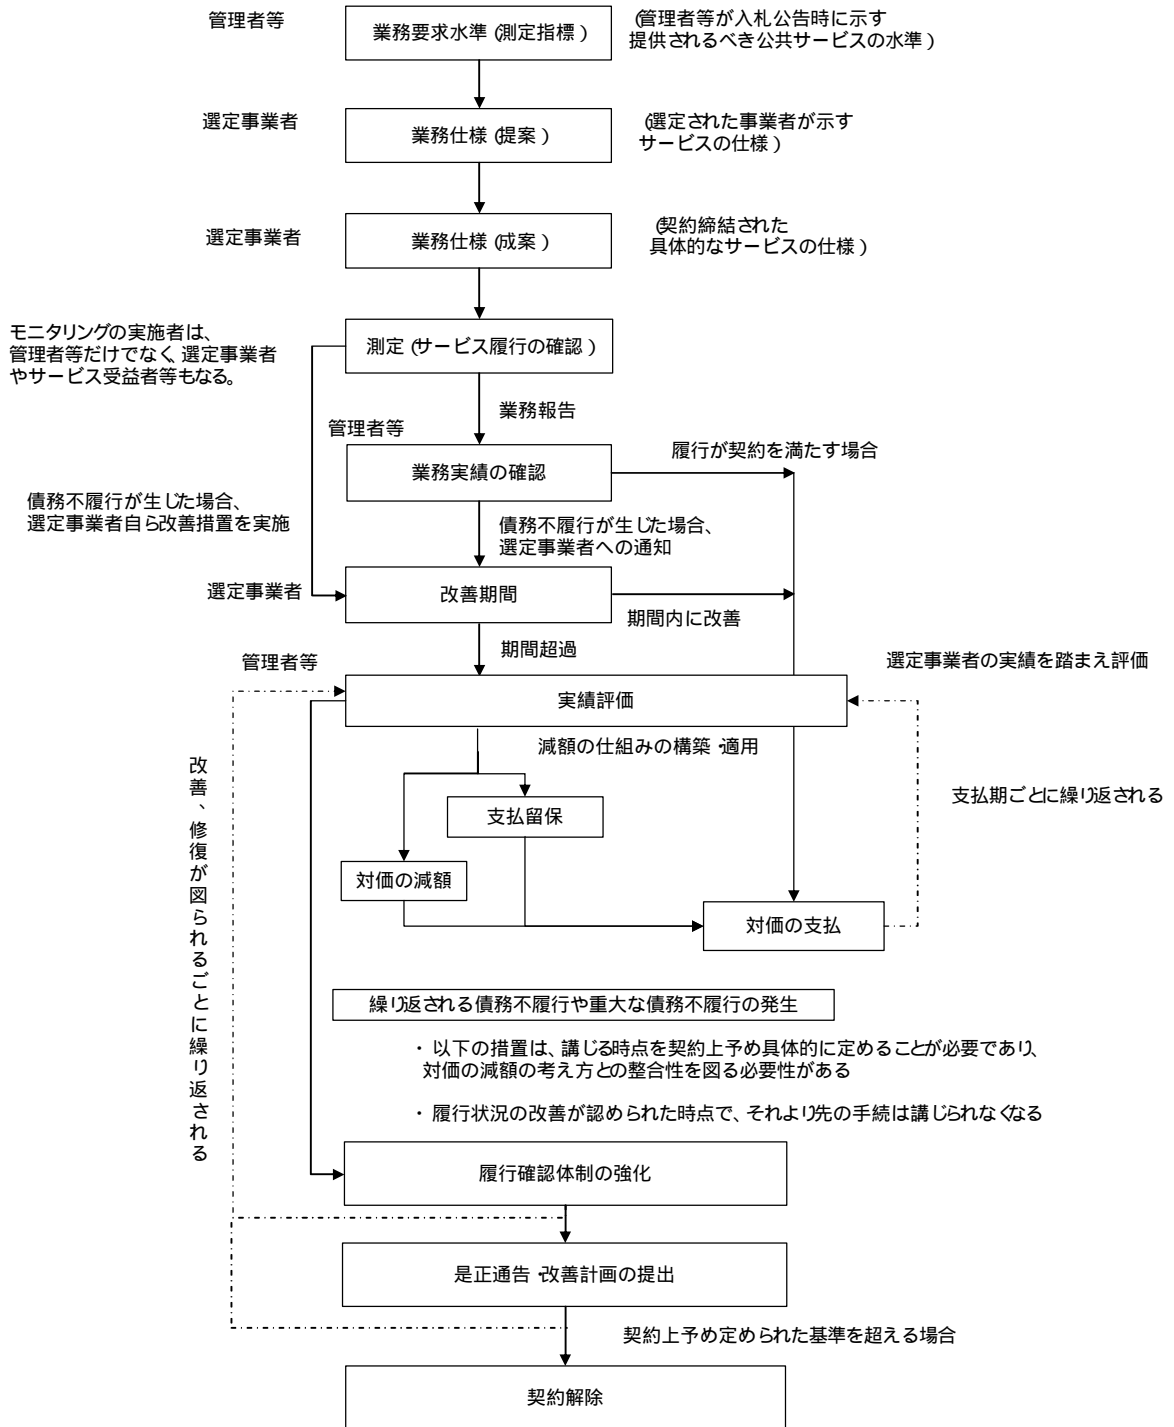 管理者等
業務要求水準（測定指標）
（管理者等が入札公告時に示す
提供されるべき公共サービスの水準）
選定事業者
業務仕様（提案）
（選定された事業者が示す
サービスの仕様）
選定事業者
業務仕様（成案）
（契約締結された
具体的なサービスの仕様）
モニタリングの実施者は、
管理者等だけでなく、選定事業者
やサービス受益者等もなる。
測定（サービス履行の確認）
業務報告
管理者等
業務実績の確認
履行が契約を満たす場合
債務不履行が生じた場合、
選定事業者自ら改善措置を実施
債務不履行が生じた場合、
選定事業者への通知
選定事業者
改善期間
期間内に改善
期間超過
管理者等
選定事業者の実績を踏まえ評価
実績評価
減額の仕組みの構築・適用
支払留保
支払期ごとに繰り返される
対価の減額
対価の支払
改善、修復が図られるごとに繰り返される
繰り返される債務不履行や重大な債務不履行の発生
・ 以下の措置は、講じる時点を契約上予め具体的に定めることが必要であり、
対価の減額の考え方との整合性を図る必要性がある
・ 履行状況の改善が認められた時点で、それより先の手続は講じられなくなる
履行確認体制の強化
是正通告・改善計画の提出
契約上予め定められた基準を超える場合
契約解除